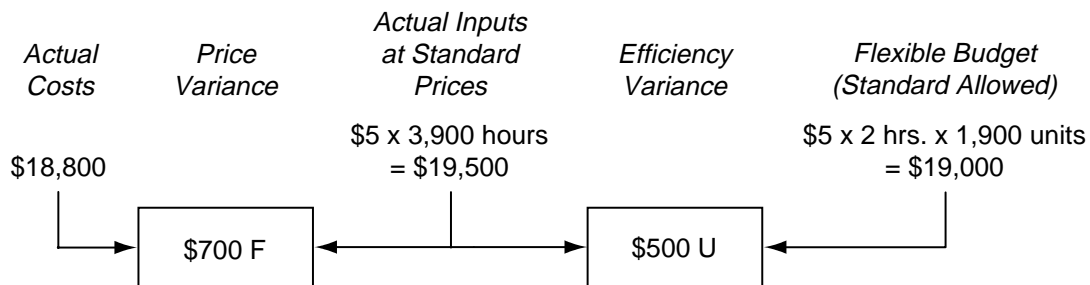 Actual
Costs
Price
Variance
Actual Inputs
at Standard
Prices
Efficiency
Variance
Flexible Budget
(Standard Allowed)
$18,800
$5 x 3,900 hours
= $19,500
$5 x 2 hrs. x 1,900 units
= $19,000
$700 F
$500 U